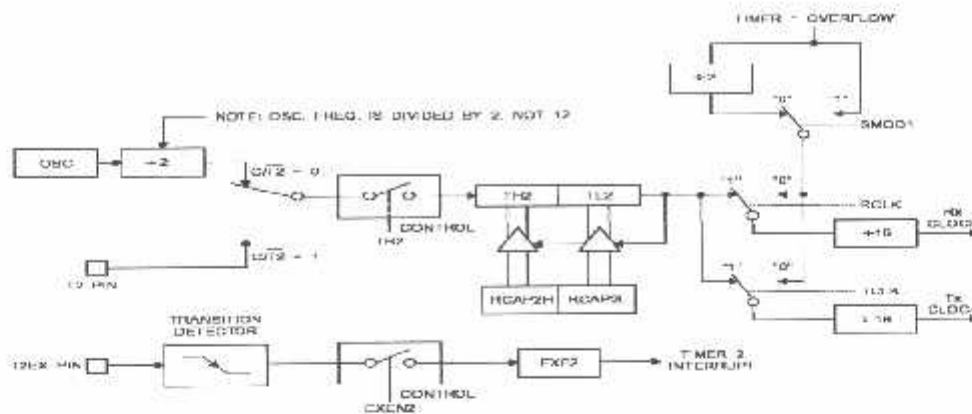 TIMER - OVERFLOW
÷2
"0" "1"
SMOD1
NOTE: OSC. FREQ. IS DIVIDED BY 2, NOT 12
OSC
÷2
C/T2 = 0
TH2 TL2
"1" "0"
RCLK
÷16
RX
CLOCK
CONTROL
TR2
C/T2 = 1
T2 PIN
RCAP2H
"1" "0"
TCLK
÷16
TX
CLOCK
TRANSITION
DETECTOR
T2EX PIN
EXF2
TIMER 2
INTERRUPT
CONTROL
EXEN2